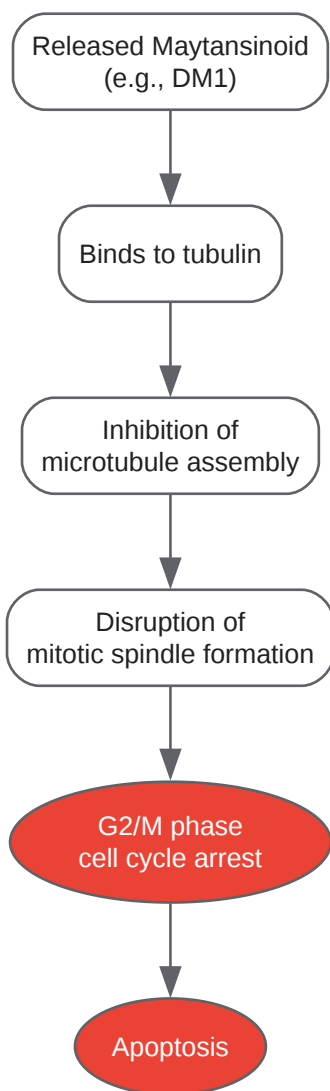 Released Maytansinoid
(e.g., DM1)
Binds to tubulin
Inhibition of
microtubule assembly
Disruption of
mitotic spindle formation
G2/M phase
cell cycle arrest
Apoptosis